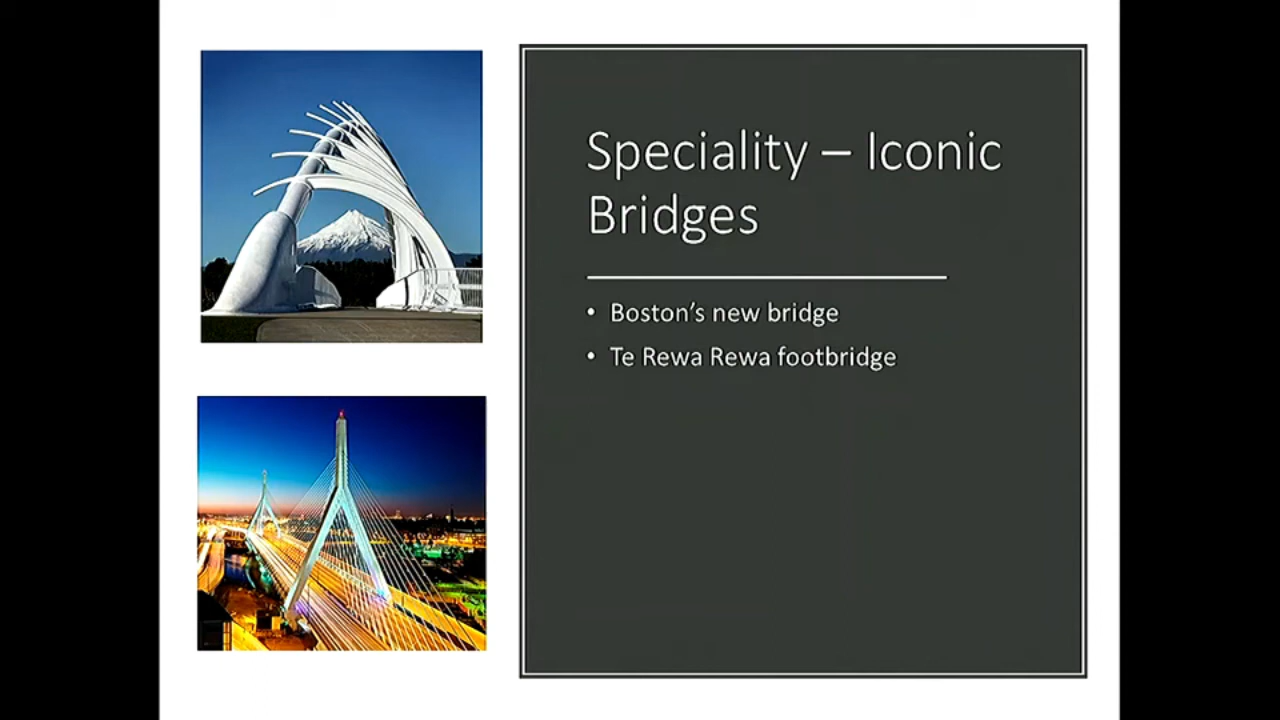 Speciality – Iconic
Bridges
• Boston’s new bridge
• Te Rewa Rewa footbridge